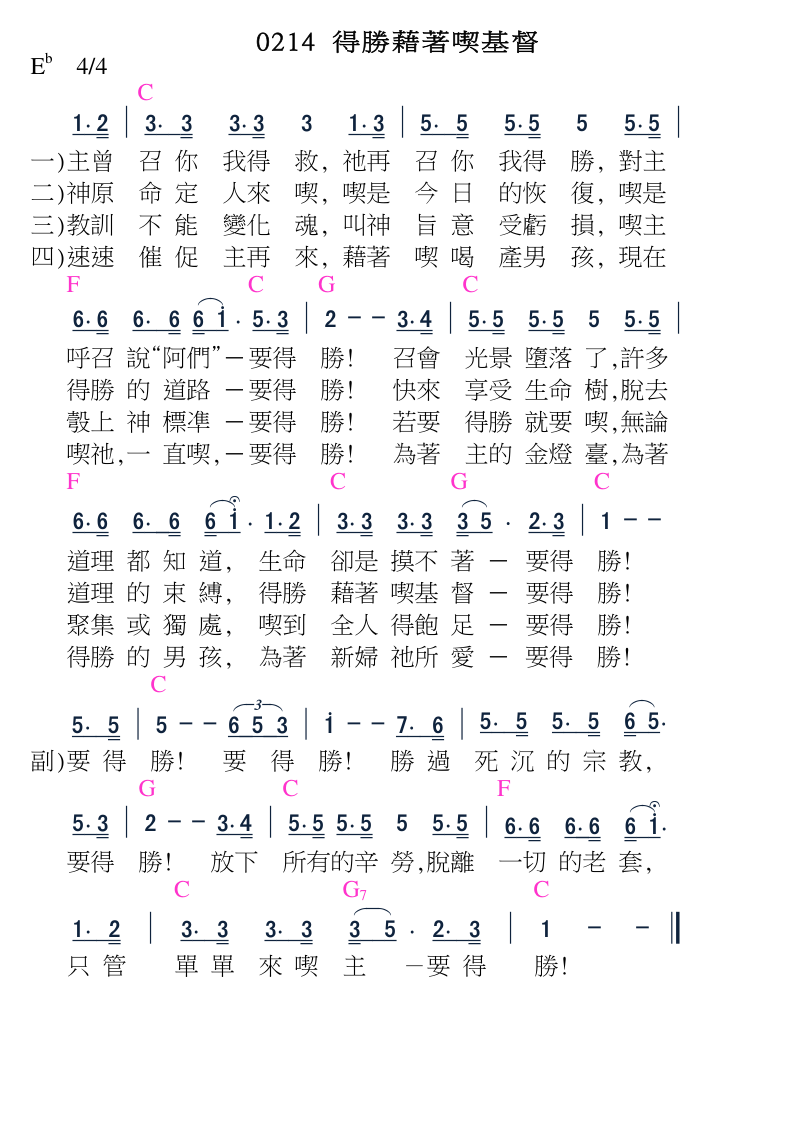 0214 得勝藉著喫基督
E♭ 4/4
C
1· 2 | 3· 3 3· 3 3 1· 3 | 5· 5 5· 5 5 5· 5 |
一)主曾 召 你 我得 救, 祂再 召 你 我得 勝, 對主
二)神原 命 定 人來 喫, 喫是 今 日 的恢 復, 喫是
三)教訓 不 能 變化 魂, 叫神 旨 意 受虧 損, 喫主
四)速速 催 促 主再 來, 藉著 喫 喝 產男 孩, 現在
F C G C
6· 6 6· 6 6 i · 5· 3 | 2 － － 3· 4 | 5· 5 5· 5 5 5· 5 |
呼召 說“阿們”－要得 勝! 召會 光景 墮落 了,許多
得勝 的 道路 －要得 勝! 快來 享受 生命 樹,脫去
彀上 神 標準 －要得 勝! 若要 得勝 就要 喫,無論
喫祂,一 直喫,－要得 勝! 為著 主的 金燈 臺,為著
F C G C
6· 6 6· 6 6 i · 1· 2 | 3· 3 3· 3 3 5 · 2· 3 | 1 － －
道理 都 知 道, 生命 卻是 摸不 著 － 要得 勝!
道理 的 束 縛, 得勝 藉著 喫基 督 － 要得 勝!
聚集 或 獨 處, 喫到 全人 得飽 足 － 要得 勝!
得勝 的 男 孩, 為著 新婦 祂所 愛 － 要得 勝!
C
5· 5 | 5 － － 6 5 3 | i － － 7· 6 | 5· 5 5· 5 6 5·
3
副)要 得 勝! 要 得 勝! 勝 過 死 沉 的 宗 教,
G C F
5· 3 | 2 － － 3· 4 | 5· 5 5· 5 5 5· 5 | 6· 6 6· 6 6 i·
要得 勝! 放下 所有的辛 勞,脫離 一切 的老 套,
C G7 C
1· 2 | 3· 3 3· 3 3 5 · 2· 3 | 1 － － ‖
只 管 單 單 來 喫 主 －要 得 勝!